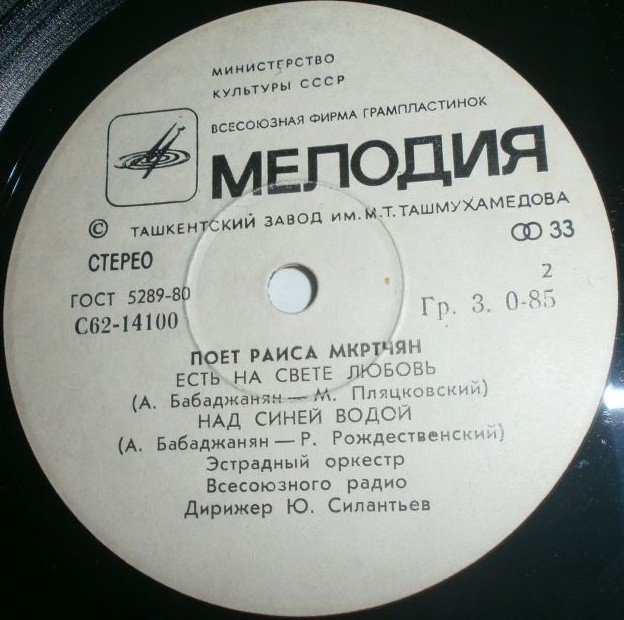 МИНИСТЕРСТВО
КУЛЬТУРЫ СССР
ВСЕСОЮЗНАЯ ФИРМА ГРАМПЛАСТИНОК
МЕЛОДИЯ
© ТАШКЕНТСКИЙ ЗАВОД ИМ. М.Т. ТАШМУХАМЕДОВА
СТЕРЕО
33
ГОСТ 5289-80
2
С62-14100
Гр. 3. 0-85
ПОЕТ РАИСА МКРТЧЯН
ЕСТЬ НА СВЕТЕ ЛЮБОВЬ
(А. Бабаджанян — М. Пляцковский)
НАД СИНЕЙ ВОДОЙ
(А. Бабаджанян — Р. Рождественский)
Эстрадный оркестр
Всесоюзного радио
Дирижер Ю. Силантьев